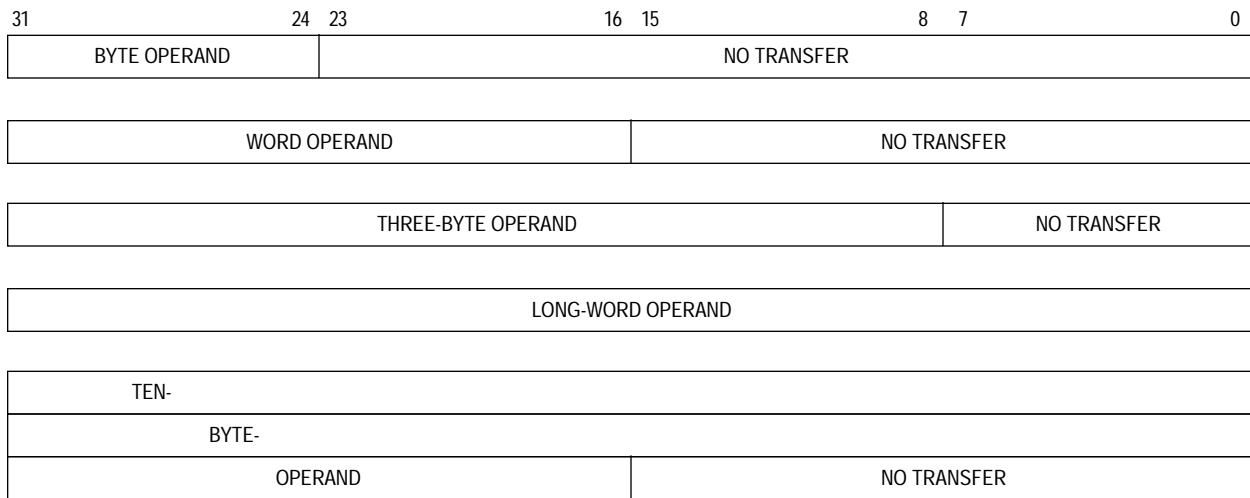 31 24 23 16 15 8 7 0
BYTE OPERAND NO TRANSFER
WORD OPERAND NO TRANSFER
THREE-BYTE OPERAND NO TRANSFER
LONG-WORD OPERAND
TEN-
BYTE-
OPERAND NO TRANSFER